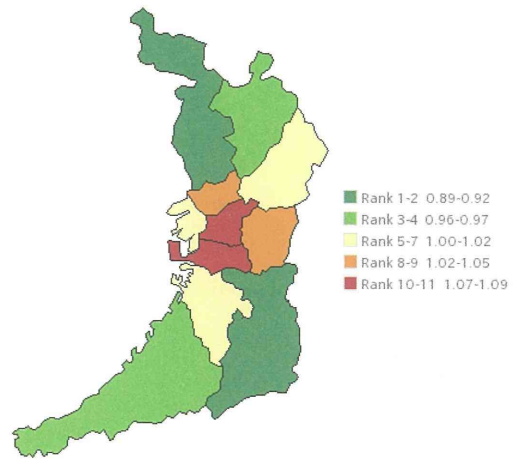 Rank 1-2 0.89-0.92
Rank 3-4 0.96-0.97
Rank 5-7 1.00-1.02
Rank 8-9 1.02-1.05
Rank 10-11 1.07-1.09